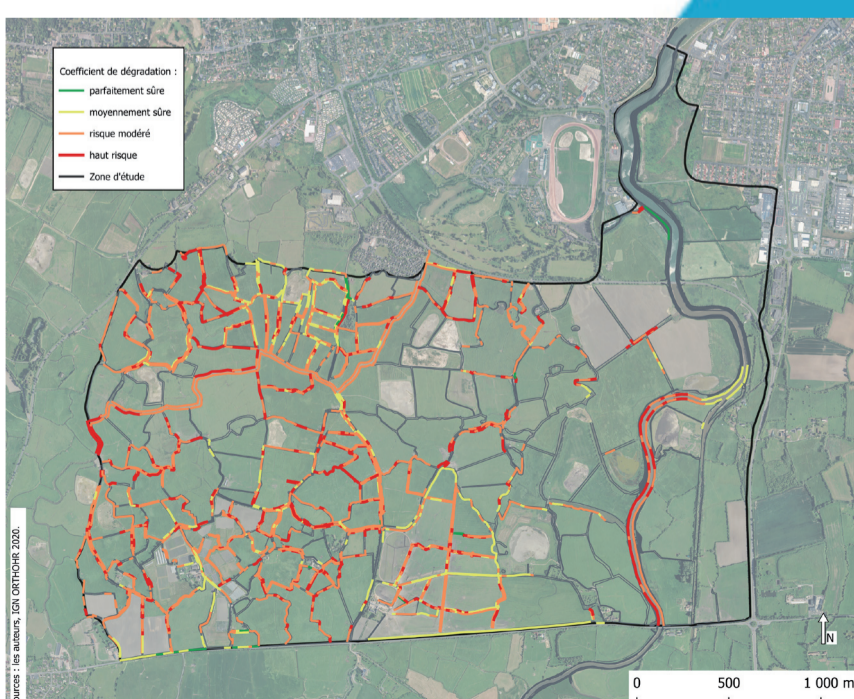 Coefficient de dégradation :
parfaitement sûre
moyennement sûre
risque modéré
haut risque
Zone d'étude
ources : les auteurs, IGN ORTHOHR 2020.
N
0 500 1 000 m